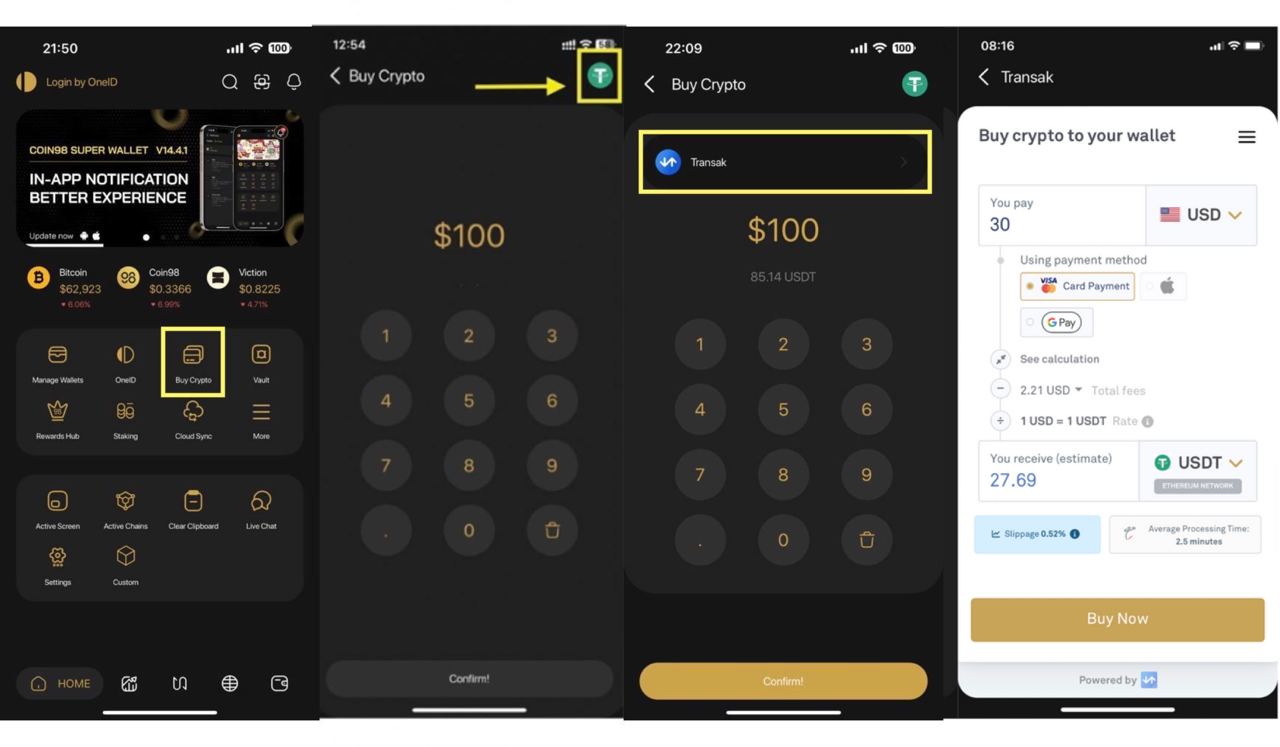 21:50
100
Login by OneID
COIN98 SUPER WALLET V14.4.1
IN-APP NOTIFICATION
BETTER EXPERIENCE
Update now
Bitcoin
$62,923
▼ 6.06%
98
Coin98
$0.3366
▼ 6.99%
Viction
$0.8225
▼ 4.71%
Manage Wallets
OneID
Buy Crypto
Vault
Rewards Hub
Staking
Cloud Sync
More
Active Screen
Active Chains
Clear Clipboard
Live Chat
Settings
Custom
HOME
12:54
Buy Crypto
$100
1 2 3
4 5 6
7 8 9
. 0
Confirm!
22:09
100
Buy Crypto
Transak
$100
85.14 USDT
1 2 3
4 5 6
7 8 9
. 0
Confirm!
08:16
Transak
Buy crypto to your wallet
You pay
30
USD
Using payment method
VISA
Card Payment
G Pay
See calculation
2.21 USD Total fees
1 USD = 1 USDT Rate
You receive (estimate)
27.69
USDT
ETHEREUM NETWORK
Slippage 0.52%
Average Processing Time:
2.5 minutes
Buy Now
Powered by